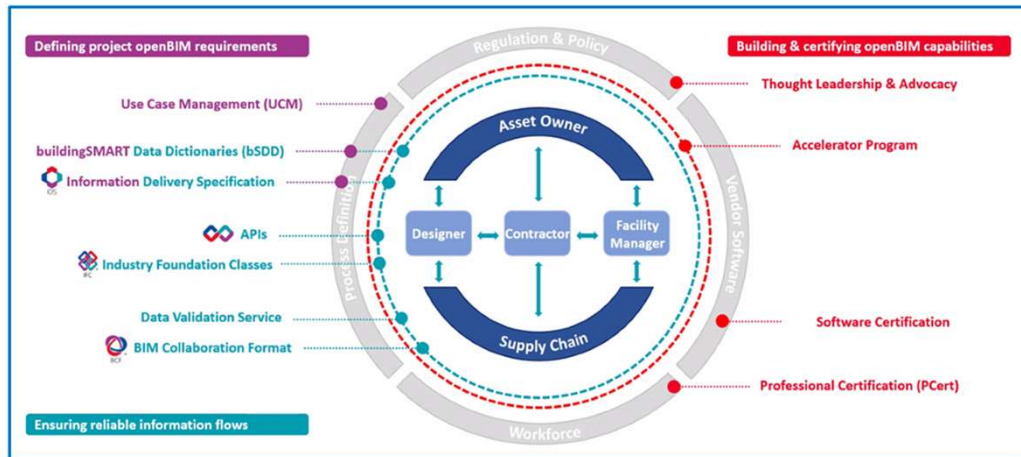 Defining project openBIM requirements
Regulation & Policy
Building & certifying openBIM capabilities
Thought Leadership & Advocacy
Use Case Management (UCM)
Asset Owner
Accelerator Program
buildingSMART Data Dictionaries (bSDD)
IDS
Information Delivery Specification
Process Definition
Vendor Software
Designer
Contractor
Facility
Manager
APIs
IFC
Industry Foundation Classes
Data Validation Service
Software Certification
BCF
BIM Collaboration Format
Supply Chain
Professional Certification (PCert)
Ensuring reliable information flows
Workforce